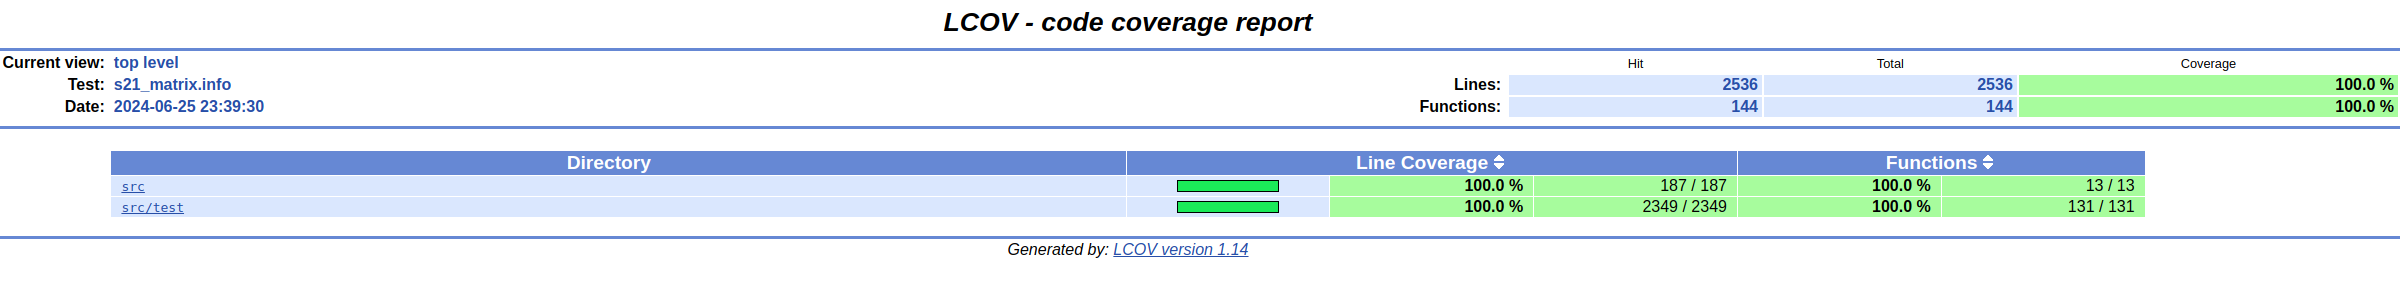 LCOV - code coverage report
Current view: top level Hit Total Coverage
Test: s21_matrix.info Lines: 2536 2536 100.0 %
Date: 2024-06-25 23:39:30 Functions: 144 144 100.0 %
Directory Line Coverage Functions
src 100.0 % 187 / 187 100.0 % 13 / 13
src/test 100.0 % 2349 / 2349 100.0 % 131 / 131
Generated by: LCOV version 1.14